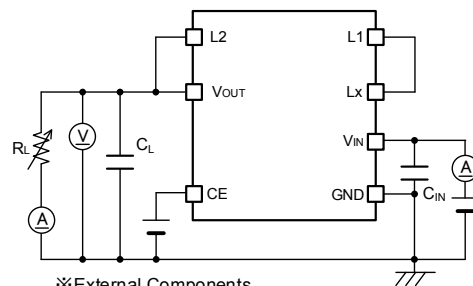 L2 L1
VOUT Lx
RL V CL VIN A
CE GND CIN
A
※External Components